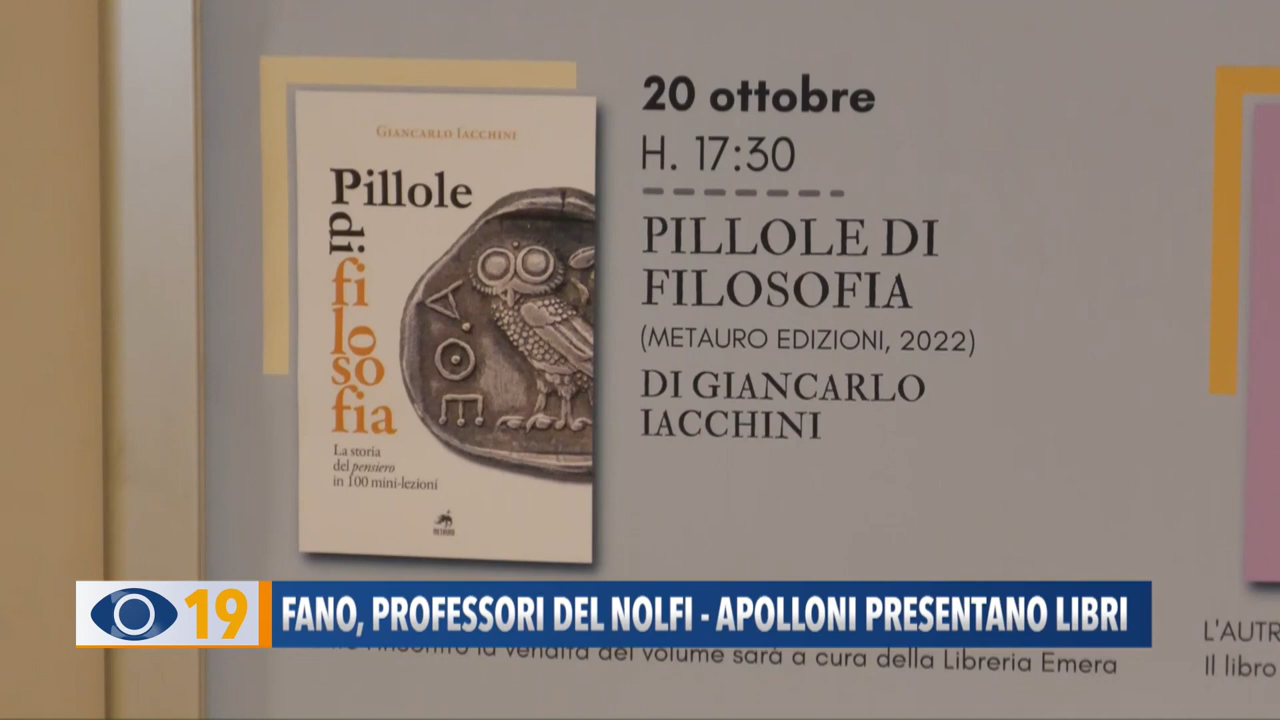 GIANCARLO IACCHINI
Pillole
di
fi
lo
so
fia
La storia
del pensiero
in 100 mini-lezioni
METAURO
Α.ΘΕ
20 ottobre
H. 17:30
PILLOLE DI
FILOSOFIA
(METAURO EDIZIONI, 2022)
DI GIANCARLO
IACCHINI
19
FANO, PROFESSORI DEL NOLFI - APOLLONI PRESENTANO LIBRI
la vendita del volume sarà a cura della Libreria Emera
L'AUTR
Il libro